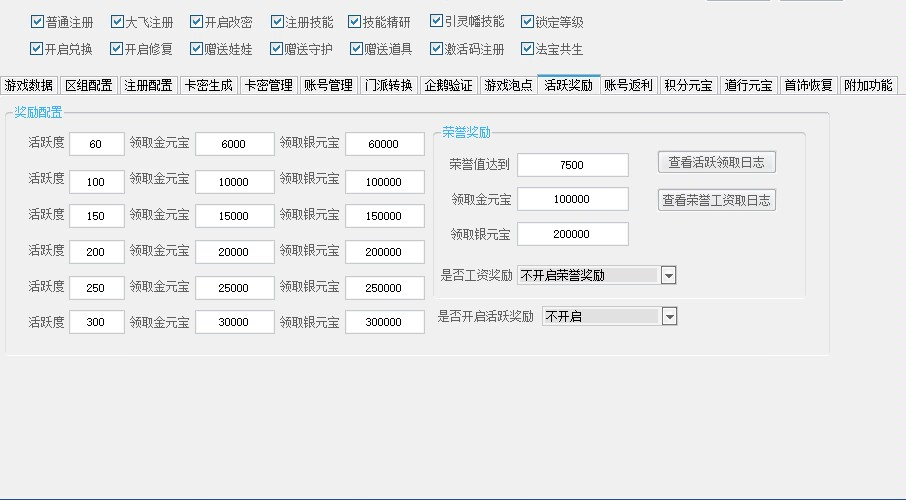 普通注册 大飞注册 开启改密 注册技能 技能精研 引灵幡技能 锁定等级
开启兑换 开启修复 赠送娃娃 赠送守护 赠送道具 激活码注册 法宝共生
游戏数据 区组配置 注册配置 卡密生成 卡密管理 账号管理 门派转换 企鹅验证 游戏泡点 活跃奖励 账号返利 积分元宝 道行元宝 首饰恢复 附加功能
奖励配置
活跃度 60 领取金元宝 6000 领取银元宝 60000
活跃度 100 领取金元宝 10000 领取银元宝 100000
活跃度 150 领取金元宝 15000 领取银元宝 150000
活跃度 200 领取金元宝 20000 领取银元宝 200000
活跃度 250 领取金元宝 25000 领取银元宝 250000
活跃度 300 领取金元宝 30000 领取银元宝 300000
荣誉奖励
荣誉值达到 7500 查看活跃领取日志
领取金元宝 100000 查看荣誉工资取日志
领取银元宝 200000
是否工资奖励 不开启荣誉奖励
是否开启活跃奖励 不开启